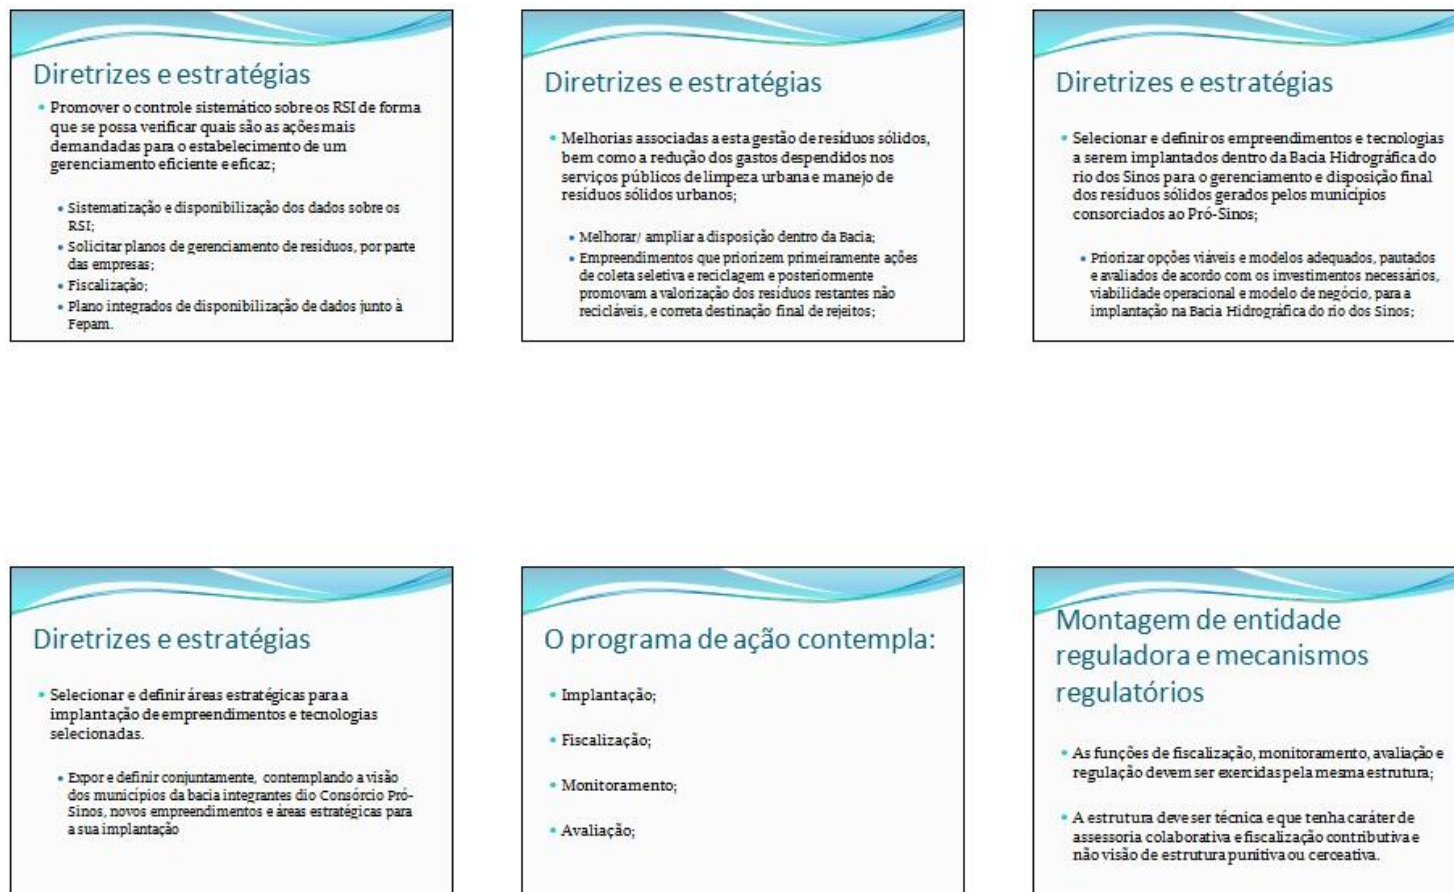 Diretrizes e estratégias
• Promover o controle sistemático sobre os RSI de forma
que se possa verificar quais são as ações mais
demandadas para o estabelecimento de um
gerenciamento eficiente e eficaz;
• Sistematização e disponibilização dos dados sobre os
RSI;
• Solicitar planos de gerenciamento de resíduos, por parte
das empresas;
• Fiscalização;
• Plano integrados de disponibilização de dados junto à
Fepam.
Diretrizes e estratégias
• Melhorias associadas a esta gestão de resíduos sólidos,
bem como a redução dos gastos despendidos nos
serviços públicos de limpeza urbana e manejo de
resíduos sólidos urbanos;
• Melhorar/ ampliar a disposição dentro da Bacia;
• Empreendimentos que priorizem primeiramente ações
de coleta seletiva e reciclagem e posteriormente
promovam a valorização dos resíduos restantes não
recicláveis, e correta destinação final de rejeitos;
Diretrizes e estratégias
• Selecionar e definir os empreendimentos e tecnologias
a serem implantados dentro da Bacia Hidrográfica do
rio dos Sinos para o gerenciamento e disposição final
dos resíduos sólidos gerados pelos municípios
consorciados ao Pró-Sinos;
• Priorizar opções viáveis e modelos adequados, pautados
e avaliados de acordo com os investimentos necessários,
viabilidade operacional e modelo de negócio, para a
implantação na Bacia Hidrográfica do rio dos Sinos;
Diretrizes e estratégias
• Selecionar e definir áreas estratégicas para a
implantação de empreendimentos e tecnologias
selecionadas.
• Expor e definir conjuntamente, contemplando a visão
dos municípios da bacia integrantes dio Consórcio Pró-
Sinos, novos empreendimentos e áreas estratégicas para
a sua implantação
O programa de ação contempla:
• Implantação;
• Fiscalização;
• Monitoramento;
• Avaliação;
Montagem de entidade
reguladora e mecanismos
regulatórios
• As funções de fiscalização, monitoramento, avaliação e
regulação devem ser exercidas pela mesma estrutura;
• A estrutura deve ser técnica e que tenha caráter de
assessoria colaborativa e fiscalização contributiva e
não visão de estrutura punitiva ou cerceativa.